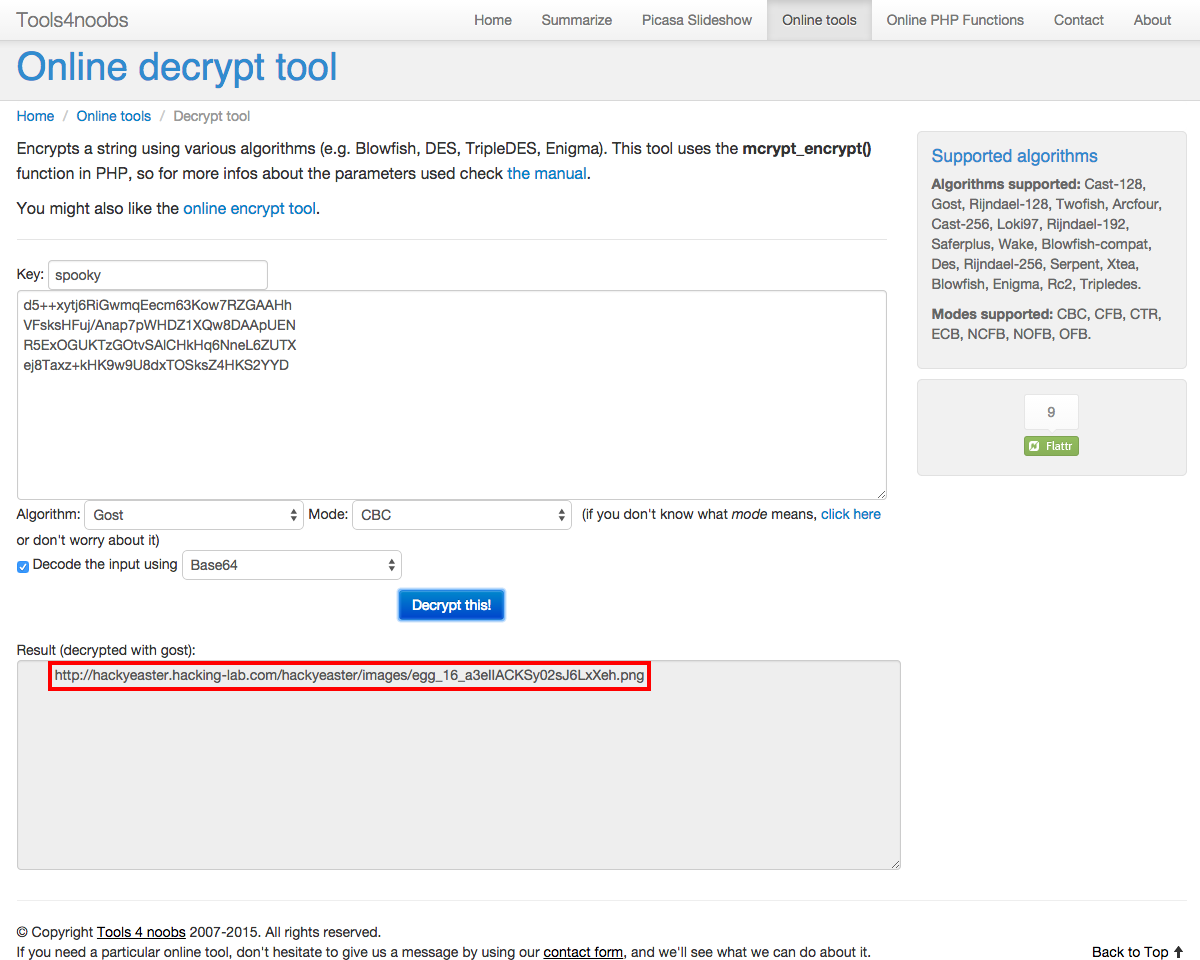 Tools4noobs Home Summarize Picasa Slideshow Online tools Online PHP Functions Contact About
Online decrypt tool
Home / Online tools / Decrypt tool
Encrypts a string using various algorithms (e.g. Blowfish, DES, TripleDES, Enigma). This tool uses the mcrypt_encrypt()
function in PHP, so for more infos about the parameters used check the manual.
You might also like the online encrypt tool.
Key: spooky
d5++xytj6RiGwmqEecm63Kow7RZGAAHh
VFsksHFuj/Anap7pWHDZ1XQw8DAApUEN
R5ExOGUKTzGOtvSAlCHkHq6NneL6ZUTX
ej8Taxz+kHK9w9U8dxTOSksZ4HKS2YYD
Algorithm: Gost Mode: CBC (if you don't know what mode means, click here
or don't worry about it)
Decode the input using Base64
Decrypt this!
Result (decrypted with gost):
http://hackyeaster.hacking-lab.com/hackyeaster/images/egg_16_a3eIIACKSy02sJ6LxXeh.png
Supported algorithms
Algorithms supported: Cast-128,
Gost, Rijndael-128, Twofish, Arcfour,
Cast-256, Loki97, Rijndael-192,
Saferplus, Wake, Blowfish-compat,
Des, Rijndael-256, Serpent, Xtea,
Blowfish, Enigma, Rc2, Tripledes.
Modes supported: CBC, CFB, CTR,
ECB, NCFB, NOFB, OFB.
9
Flattr
© Copyright Tools 4 noobs 2007-2015. All rights reserved.
If you need a particular online tool, don't hesitate to give us a message by using our contact form, and we'll see what we can do about it.
Back to Top